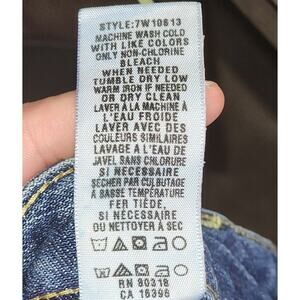 STYLE:7W10613
MACHINE WASH COLD
WITH LIKE COLORS
ONLY NON-CHLORINE
BLEACH
WHEN NEEDED
TUMBLE DRY LOW
WARM IRON IF NEEDED
OR DRY CLEAN
LAVER À LA MACHINE À
L'EAU FROIDE
LAVER AVEC DES
COULEURS SIMILAIRES
LAVAGE A L'EAU DE
JAVEL SANS CHLORURE
SI NÉCESSAIRE
SÉCHER PAR CULBUTAGE
A BASSE TEMPÉRATURE
FER TIÈDE,
SI NÉCESSAIRE
OU NETTOYER À SEC
RN 80318
CA 16396